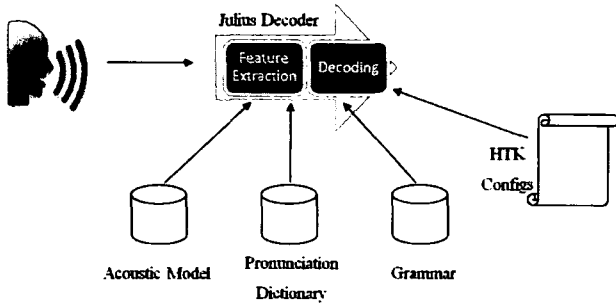 Julius Decoder
Feature
Extraction
Decoding
HTK
Configs
Acoustic Model
Pronunciation
Dictionary
Grammar